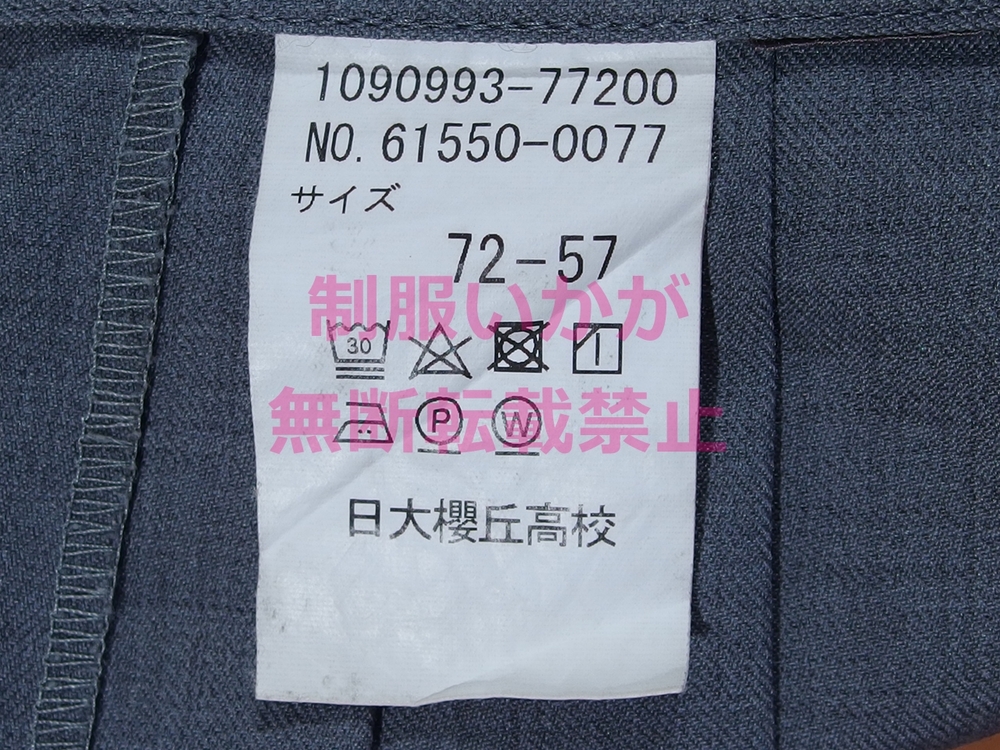 1090993-77200
NO. 61550-0077
サイズ
72-57
制服いかが
30
無断転載禁止
P W
日大櫻丘高校